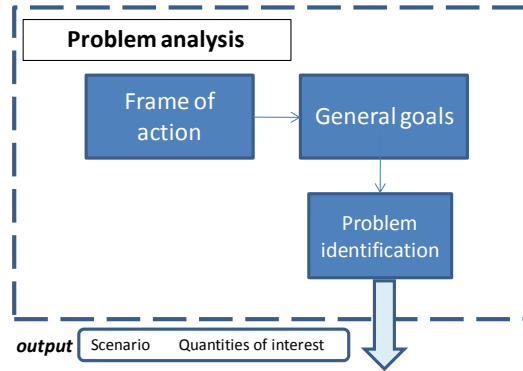 Problem analysis
Frame of
action
General goals
Problem
identification
output Scenario Quantities of interest